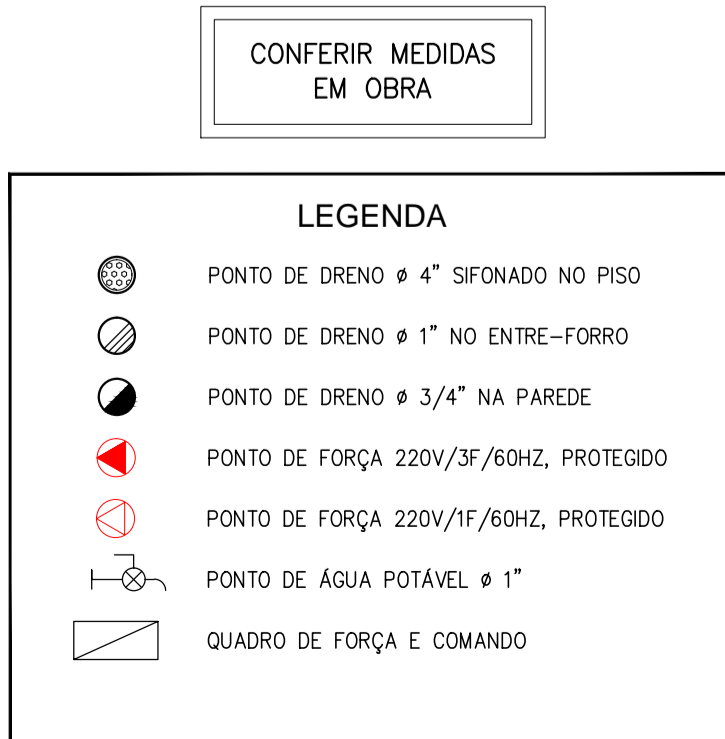 CONFERIR MEDIDAS
EM OBRA
LEGENDA
PONTO DE DRENO ø 4” SIFONADO NO PISO
PONTO DE DRENO ø 1” NO ENTRE–FORRO
PONTO DE DRENO ø 3/4” NA PAREDE
PONTO DE FORÇA 220V/3F/60HZ, PROTEGIDO
PONTO DE FORÇA 220V/1F/60HZ, PROTEGIDO
PONTO DE ÁGUA POTÁVEL ø 1”
QUADRO DE FORÇA E COMANDO